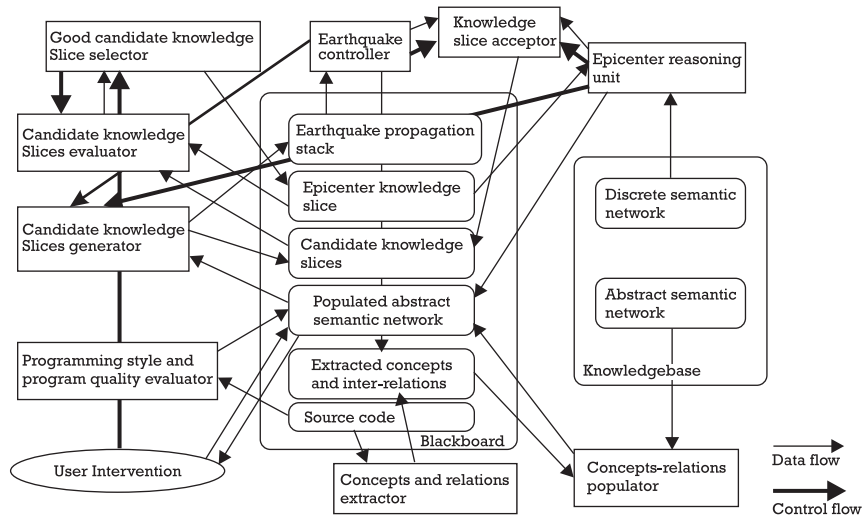 Good candidate knowledge
Slice selector
Earthquake
controller
Knowledge
slice acceptor
Epicenter reasoning
unit
Candidate knowledge
Slices evaluator
Earthquake propagation
stack
Epicenter knowledge
slice
Discrete semantic
network
Candidate knowledge
Slices generator
Candidate knowledge
slices
Populated abstract
semantic network
Abstract semantic
network
Programming style and
program quality evaluator
Extracted concepts
and inter-relations
Knowledgebase
Source code
Blackboard
User Intervention
Concepts and relations
extractor
Concepts-relations
populator
Data flow
Control flow